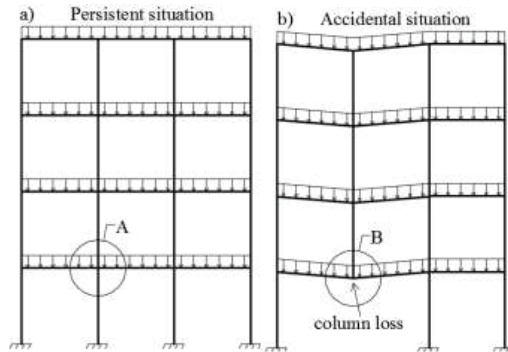 a) Persistent situation
b) Accidental situation
A
B
column loss